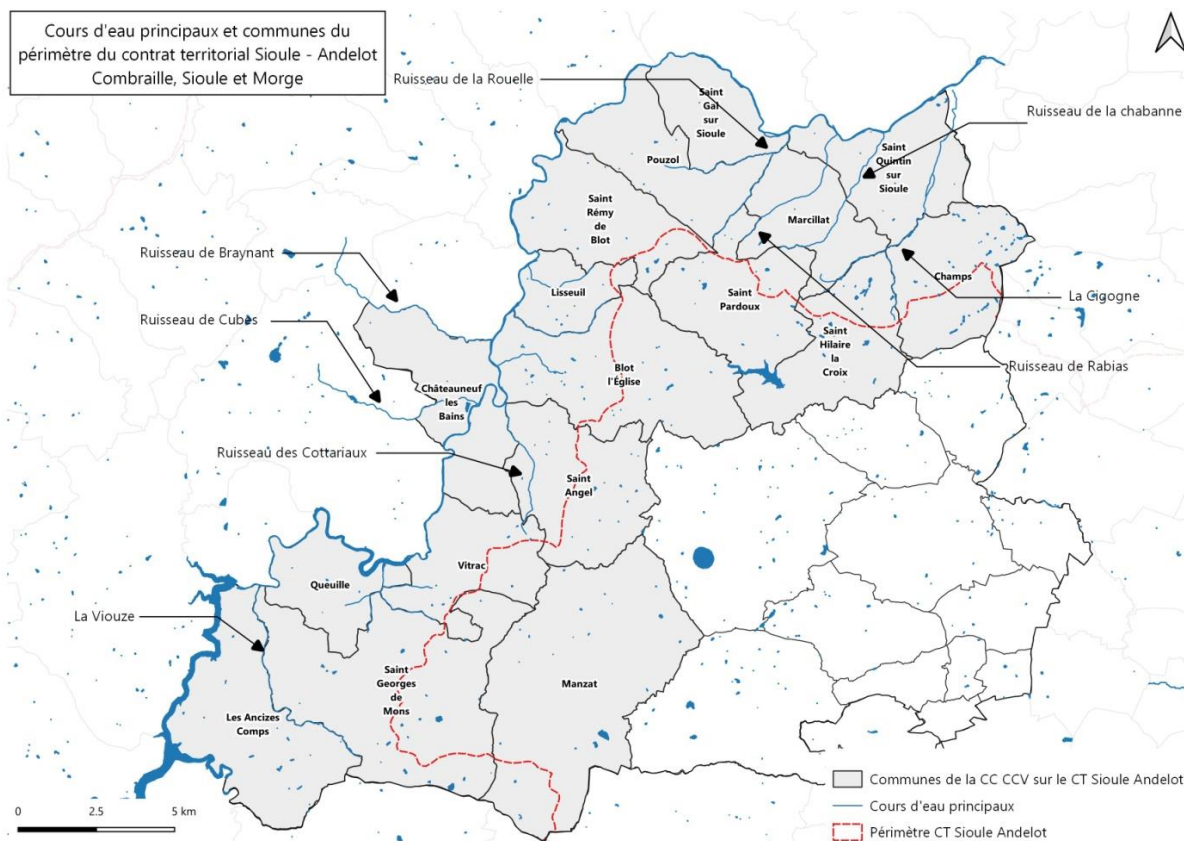 Cours d'eau principaux et communes du
périmètre du contrat territorial Sioule - Andelot
Combraille, Sioule et Morge
Ruisseau de la Rouelle
Saint
Gal
sur
Sioule
Ruisseau de la chabanne
Pouzol
Saint
Quintin
sur
Sioule
Saint
Rémy
de
Blot
Marcillat
Ruisseau de Braynant
Champs
Lisseuil
Saint
Pardoux
La Cigogne
Ruisseau de Cubes
Saint
Hilaire
la
Croix
Blot
l'Église
Ruisseau de Rabias
Châteauneuf
les
Bains
Ruisseau des Cottariaux
Saint
Angel
Vitrac
Queuille
La Viouze
Saint
Georges
de
Mons
Manzat
Les Ancizes
Comps
Communes de la CC CCV sur le CT Sioule Andelot
Cours d'eau principaux
Périmètre CT Sioule Andelot
0 2.5 5 km